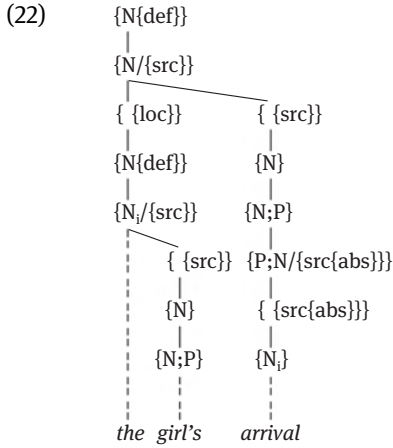 (22) {N{def}}
{N/{src}}
{ {loc}} { {src}}
{N{def}} {N}
{Nᵢ/{src}} {N;P}
{ {src}} {P;N/{src{abs}}}
{N} { {src{abs}}}
{N;P} {Nᵢ}
the girl's arrival